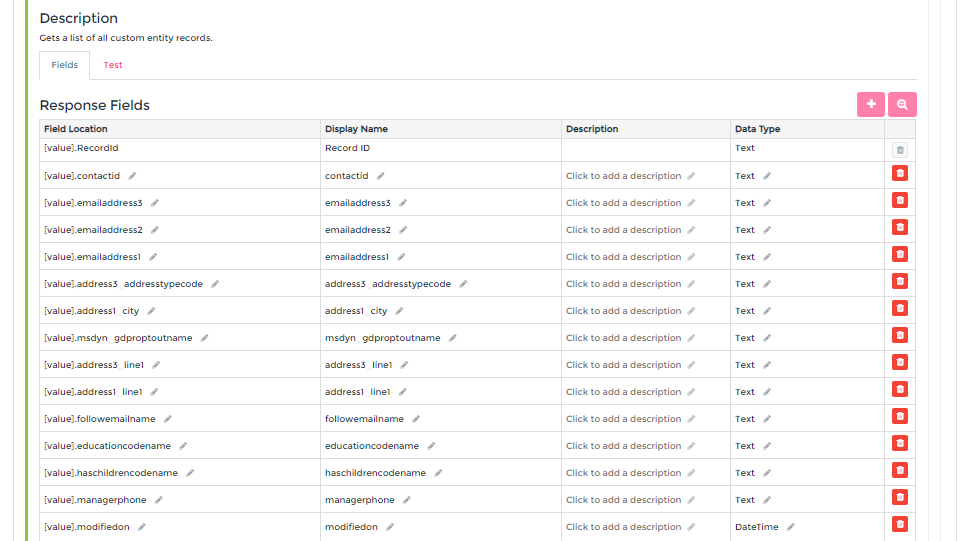 Description
Gets a list of all custom entity records.
Fields Test
Response Fields
Field Location Display Name Description Data Type
[value].RecordId Record ID Text
[value].contactid contactid Click to add a description Text
[value].emailaddress3 emailaddress3 Click to add a description Text
[value].emailaddress2 emailaddress2 Click to add a description Text
[value].emailaddress1 emailaddress1 Click to add a description Text
[value].address3_addresstypecode address3_addresstypecode Click to add a description Text
[value].address1_city address1_city Click to add a description Text
[value].msdyn_gdproptoutname msdyn_gdproptoutname Click to add a description Text
[value].address3_line1 address3_line1 Click to add a description Text
[value].address1_line1 address1_line1 Click to add a description Text
[value].followemailname followemailname Click to add a description Text
[value].educationcodename educationcodename Click to add a description Text
[value].haschildrencodename haschildrencodename Click to add a description Text
[value].managerphone managerphone Click to add a description Text
[value].modifiedon modifiedon Click to add a description DateTime